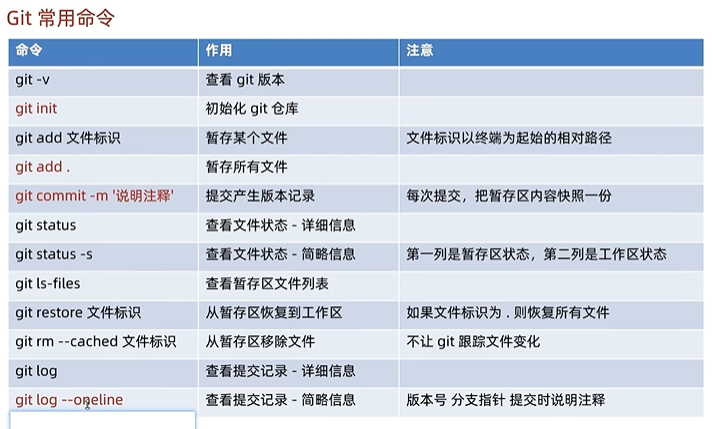 Git 常用命令
命令 作用 注意
git -v 查看 git 版本
git init 初始化 git 仓库
git add 文件标识 暂存某个文件 文件标识以终端为起始的相对路径
git add . 暂存所有文件
git commit -m '说明注释' 提交产生版本记录 每次提交，把暂存区内容快照一份
git status 查看文件状态 - 详细信息
git status -s 查看文件状态 - 简略信息 第一列是暂存区状态，第二列是工作区状态
git ls-files 查看暂存区文件列表
git restore 文件标识 从暂存区恢复到工作区 如果文件标识为 . 则恢复所有文件
git rm --cached 文件标识 从暂存区移除文件 不让 git 跟踪文件变化
git log 查看提交记录 - 详细信息
git log --oneline 查看提交记录 - 简略信息 版本号 分支指针 提交时说明注释